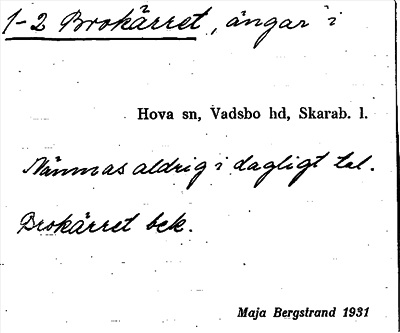 1-2 Brokärret, ängar i
Hova sn, Vadsbo hd, Skarab. l.
Nämnas aldrig i dagligt tal.
Brokärret bek.
Maja Bergstrand 1931